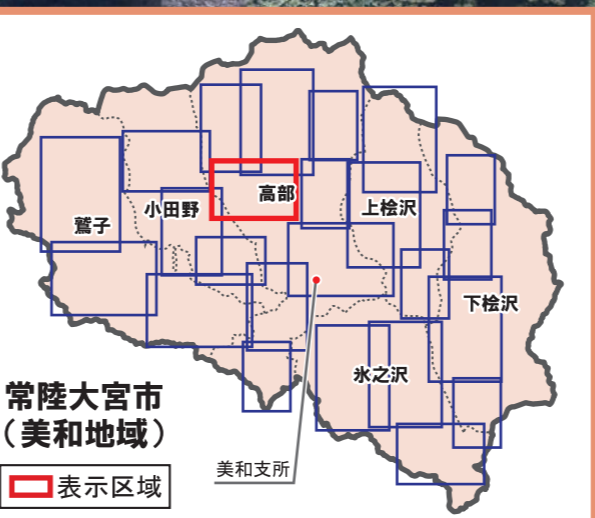 高部
上桧沢
小田野
鷲子
下桧沢
氷之沢
常陸大宮市
（美和地域）
美和支所
表示区域